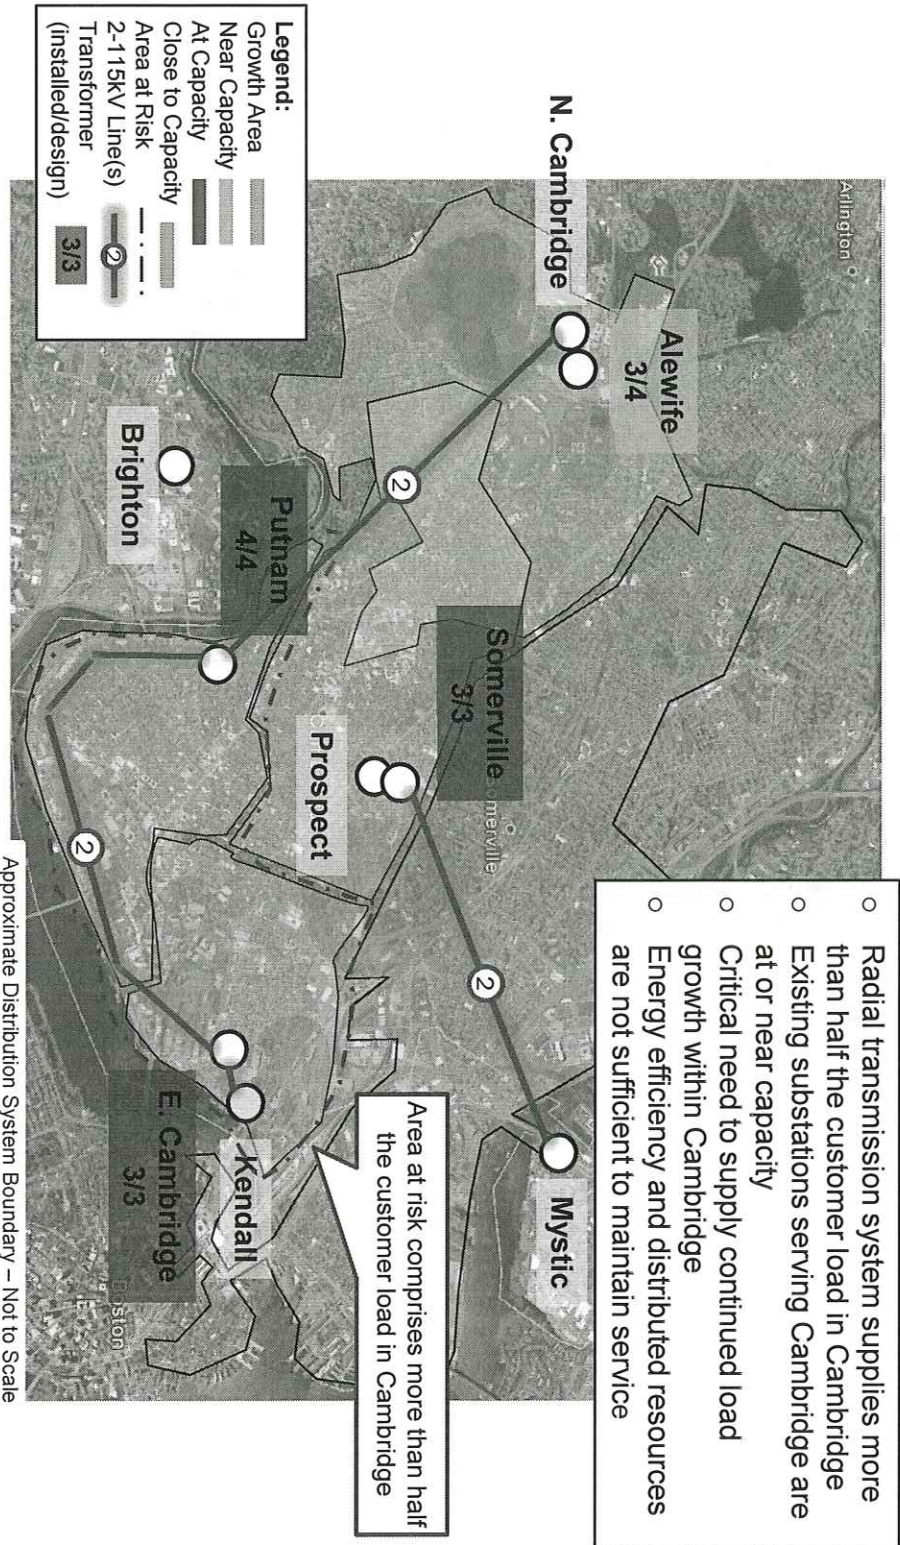 Radial transmission system supplies more
than half the customer load in Cambridge
Existing substations serving Cambridge are
at or near capacity
Critical need to supply continued load
growth within Cambridge
Energy efficiency and distributed resources
are not sufficient to maintain service
Arlington
N. Cambridge
Alewife
3/4
2
Somerville
3/3
omerville
2
Mystic
Prospect
Putnam
4/4
Brighton
2
Kendall
E. Cambridge
3/3
Area at risk comprises more than half
the customer load in Cambridge
Legend:
Growth Area
Near Capacity
At Capacity
Close to Capacity
Area at Risk
2-115kV Line(s)
2
Transformer
(installed/design)
3/3
Approximate Distribution System Boundary – Not to Scale